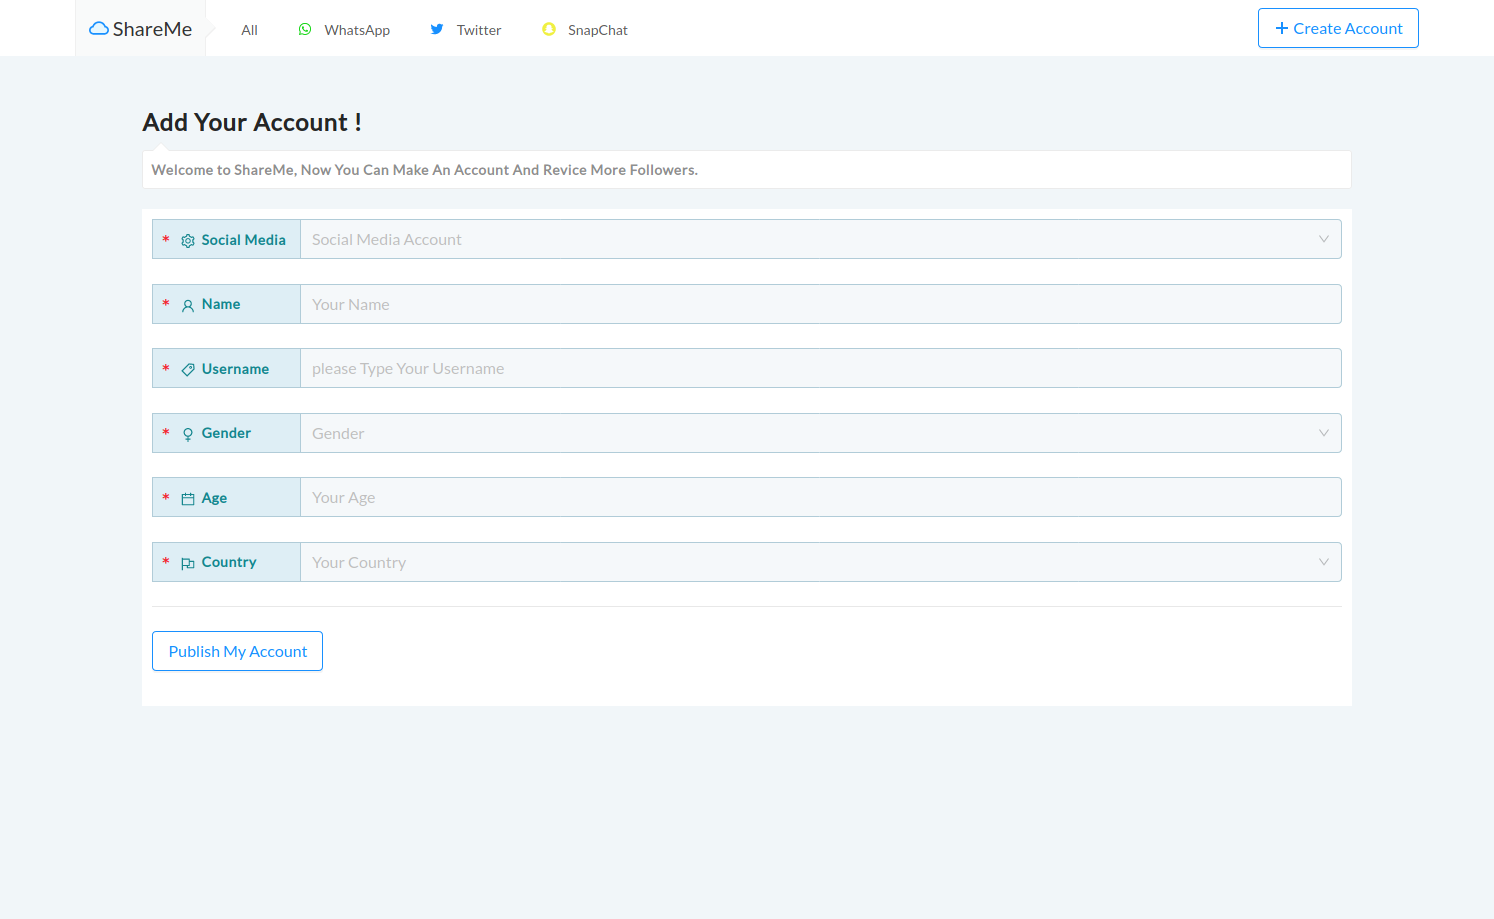 ShareMe
All
WhatsApp
Twitter
SnapChat
+ Create Account
Add Your Account !
Welcome to ShareMe, Now You Can Make An Account And Revice More Followers.
* Social Media
Social Media Account
* Name
Your Name
* Username
please Type Your Username
* Gender
Gender
* Age
Your Age
* Country
Your Country
Publish My Account